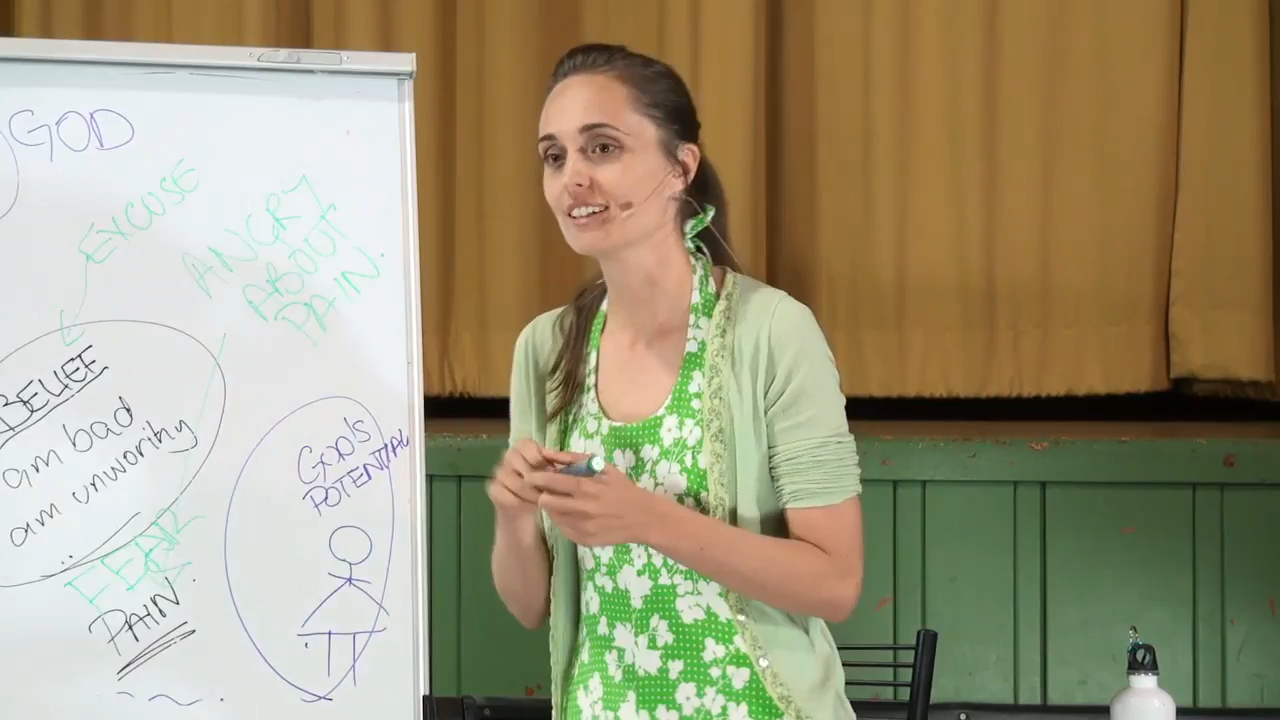 GOD
EXCUSE
ANGRY
ABOUT
PAIN
BELIEF
am bad
am unworthy
FEAR
PAIN
God's
POTENTIAL